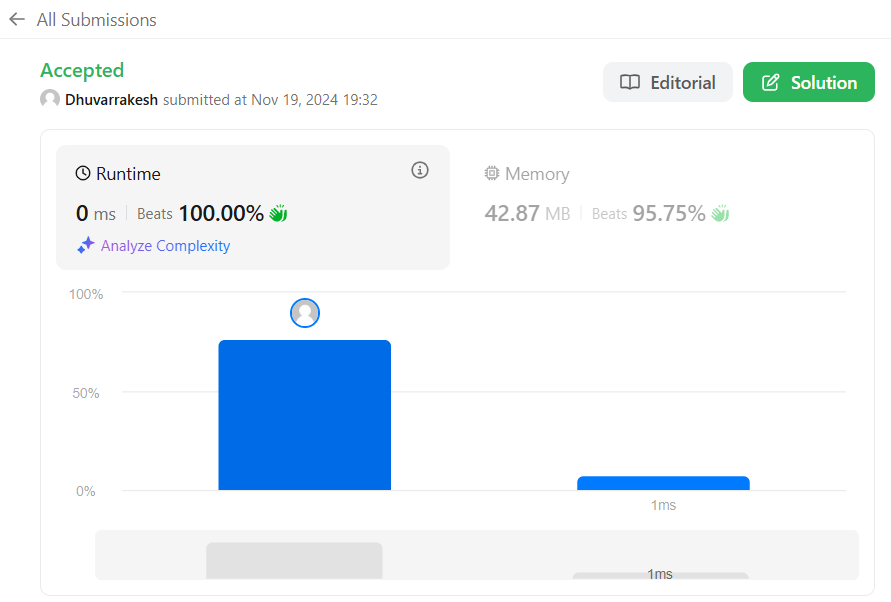 All Submissions
Accepted
Dhuvarrakesh submitted at Nov 19, 2024 19:32
Editorial
Solution
Runtime
0 ms Beats 100.00%
Analyze Complexity
Memory
42.87 MB Beats 95.75%
100%
50%
0%
1ms
1ms